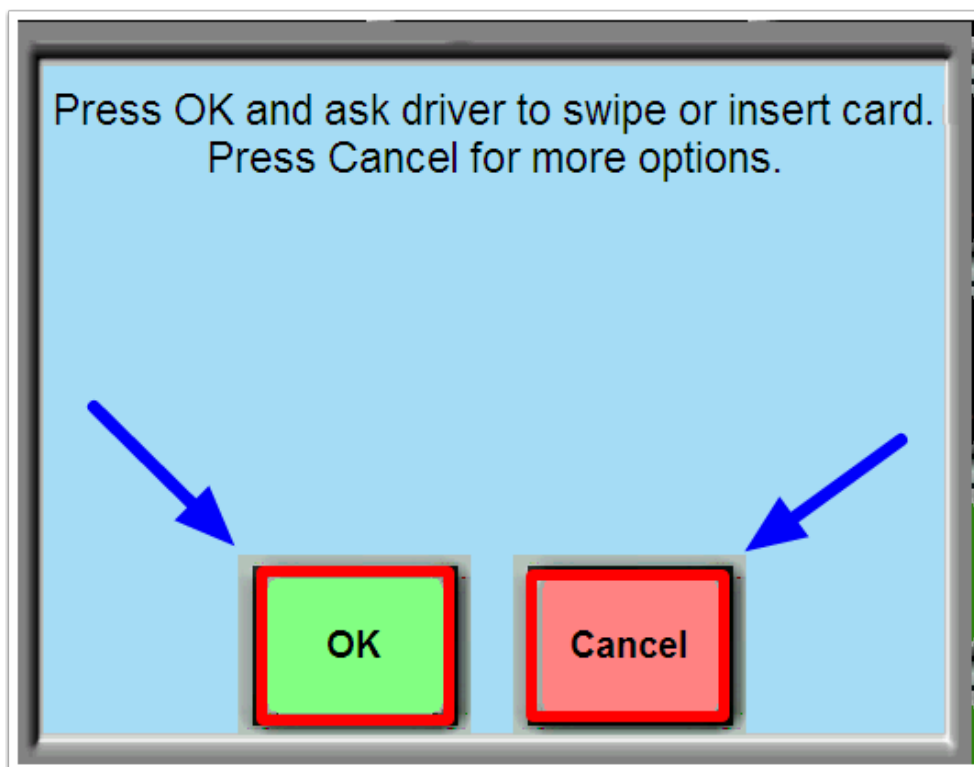 Press OK and ask driver to swipe or insert card.
Press Cancel for more options.
OK
Cancel